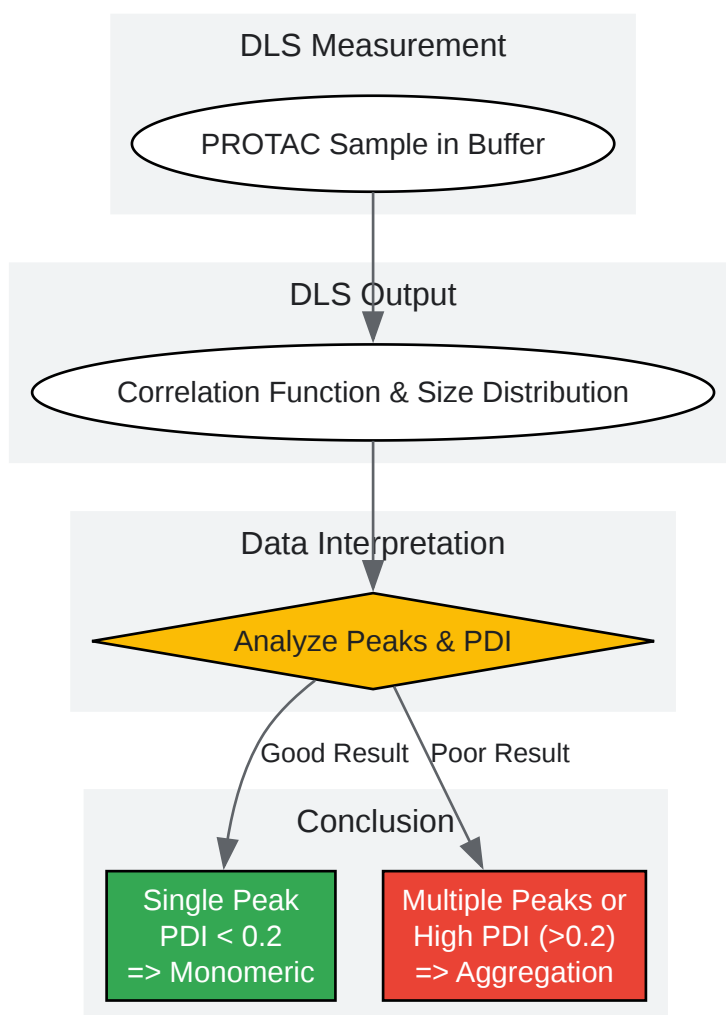 DLS Measurement
PROTAC Sample in Buffer
DLS Output
Correlation Function & Size Distribution
Data Interpretation
Analyze Peaks & PDI
Good Result
Poor Result
Conclusion
Single Peak
PDI < 0.2
=> Monomeric
Multiple Peaks or
High PDI (>0.2)
=> Aggregation